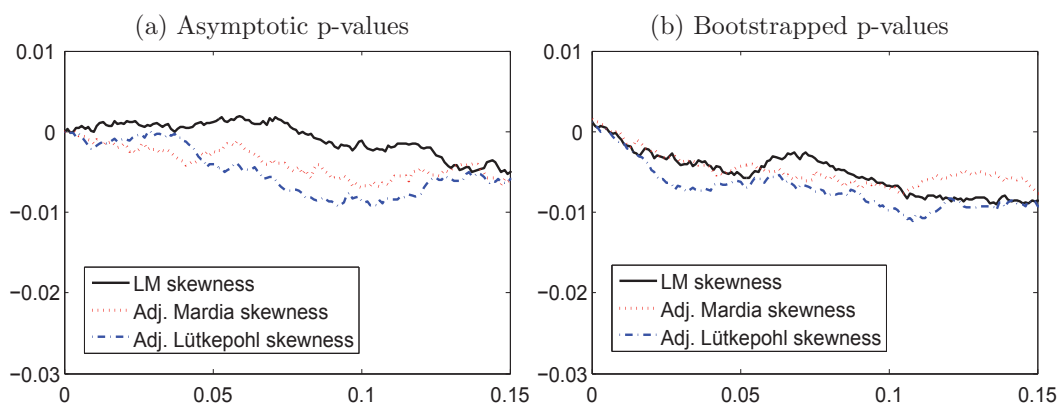 (a) Asymptotic p-values
0.01
0
−0.01
−0.02
−0.03
LM skewness
Adj. Mardia skewness
Adj. Lütkepohl skewness
0 0.05 0.1 0.15
(b) Bootstrapped p-values
0.01
0
−0.01
−0.02
−0.03
LM skewness
Adj. Mardia skewness
Adj. Lütkepohl skewness
0 0.05 0.1 0.15